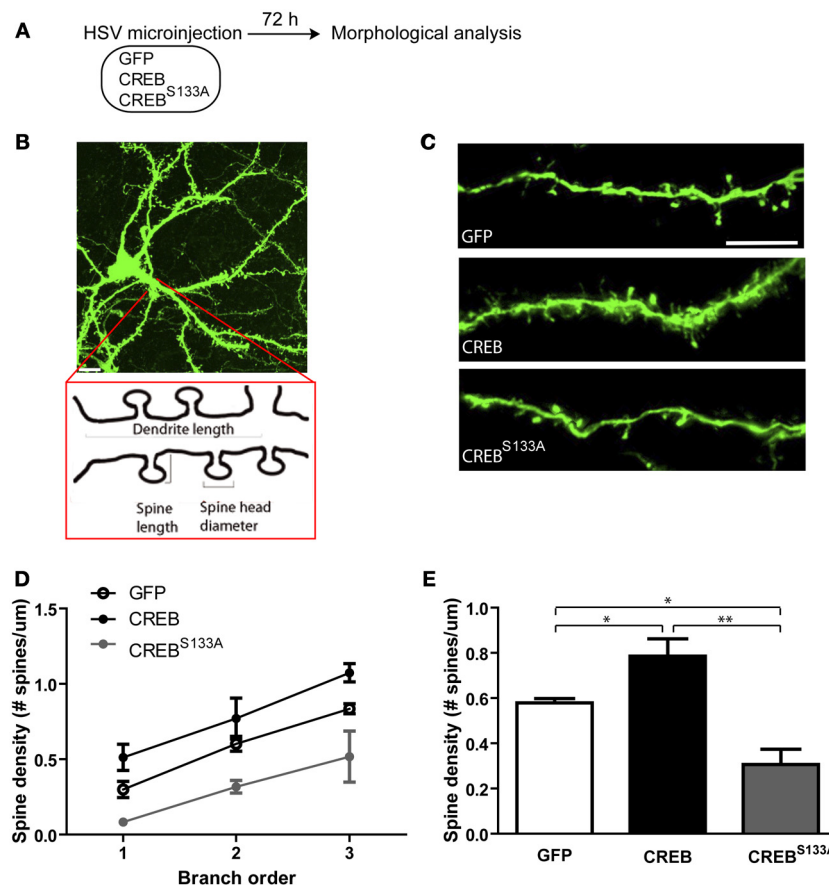 A
HSV microinjection 72 h Morphological analysis
GFP
CREB
CREB^S133A
B
Dendrite length
Spine length
Spine head diameter
C
GFP
CREB
CREB^S133A
D
GFP
CREB
CREB^S133A
Spine density (# spines/um)
1.5
1.0
0.5
0.0
1 2 3
Branch order
E
* 
* **
Spine density (# spines/um)
1.0
0.8
0.6
0.4
0.2
0.0
GFP CREB CREB^S133A